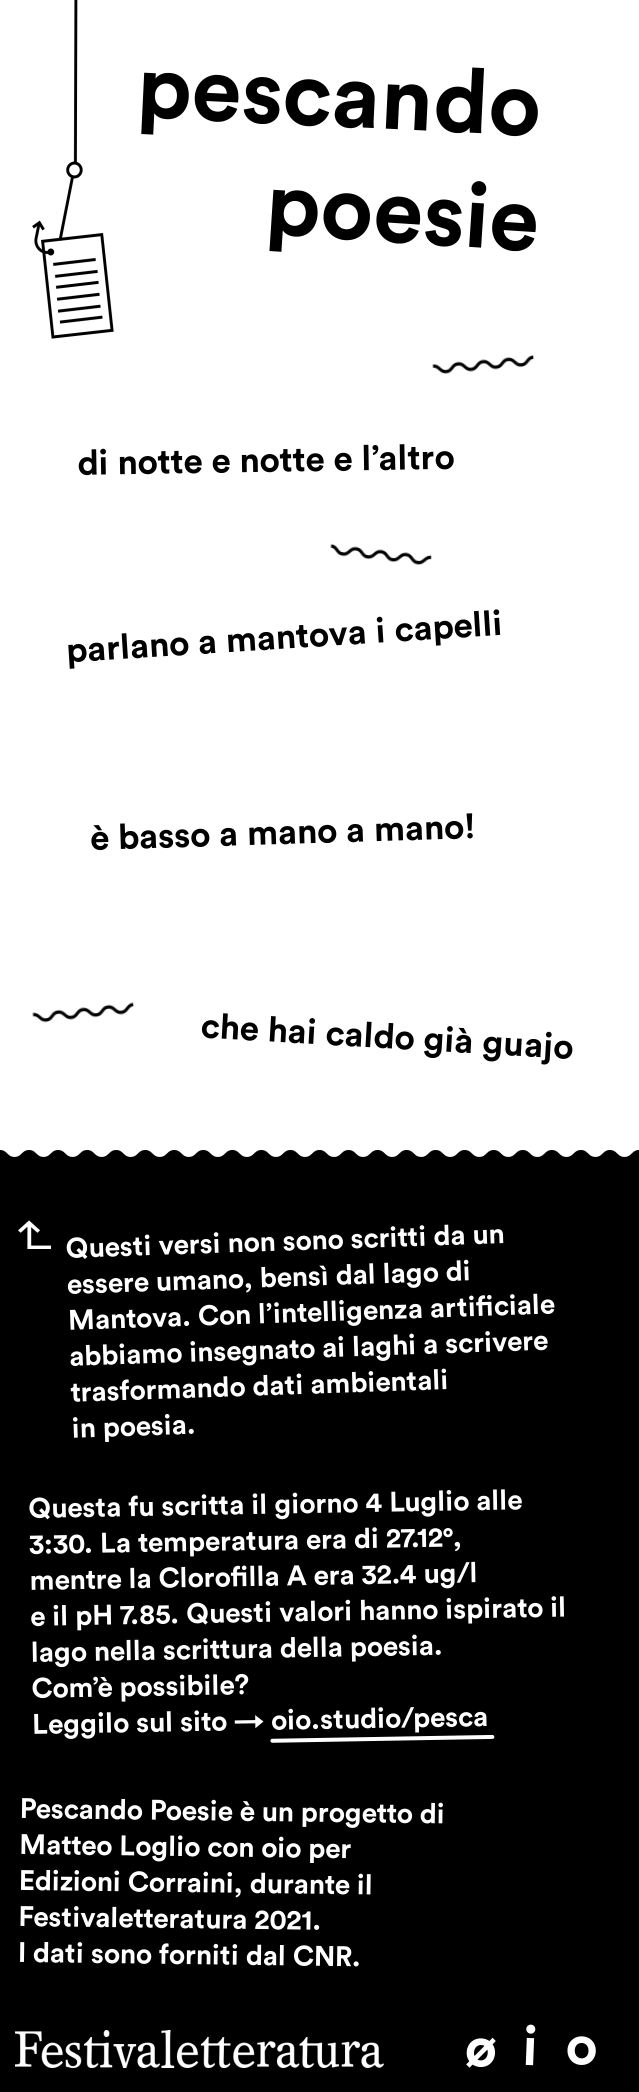 pescando
poesie
di notte e notte e l’altro
parlano a mantova i capelli
è basso a mano a mano!
che hai caldo già guajo
Questi versi non sono scritti da un
essere umano, bensì dal lago di
Mantova. Con l’intelligenza artificiale
abbiamo insegnato ai laghi a scrivere
trasformando dati ambientali
in poesia.
Questa fu scritta il giorno 4 Luglio alle
3:30. La temperatura era di 27.12°,
mentre la Clorofilla A era 32.4 ug/l
e il pH 7.85. Questi valori hanno ispirato il
lago nella scrittura della poesia.
Com’è possibile?
Leggilo sul sito → oio.studio/pesca
Pescando Poesie è un progetto di
Matteo Loglio con oio per
Edizioni Corraini, durante il
Festivaletteratura 2021.
I dati sono forniti dal CNR.
Festivaletteratura ø i o